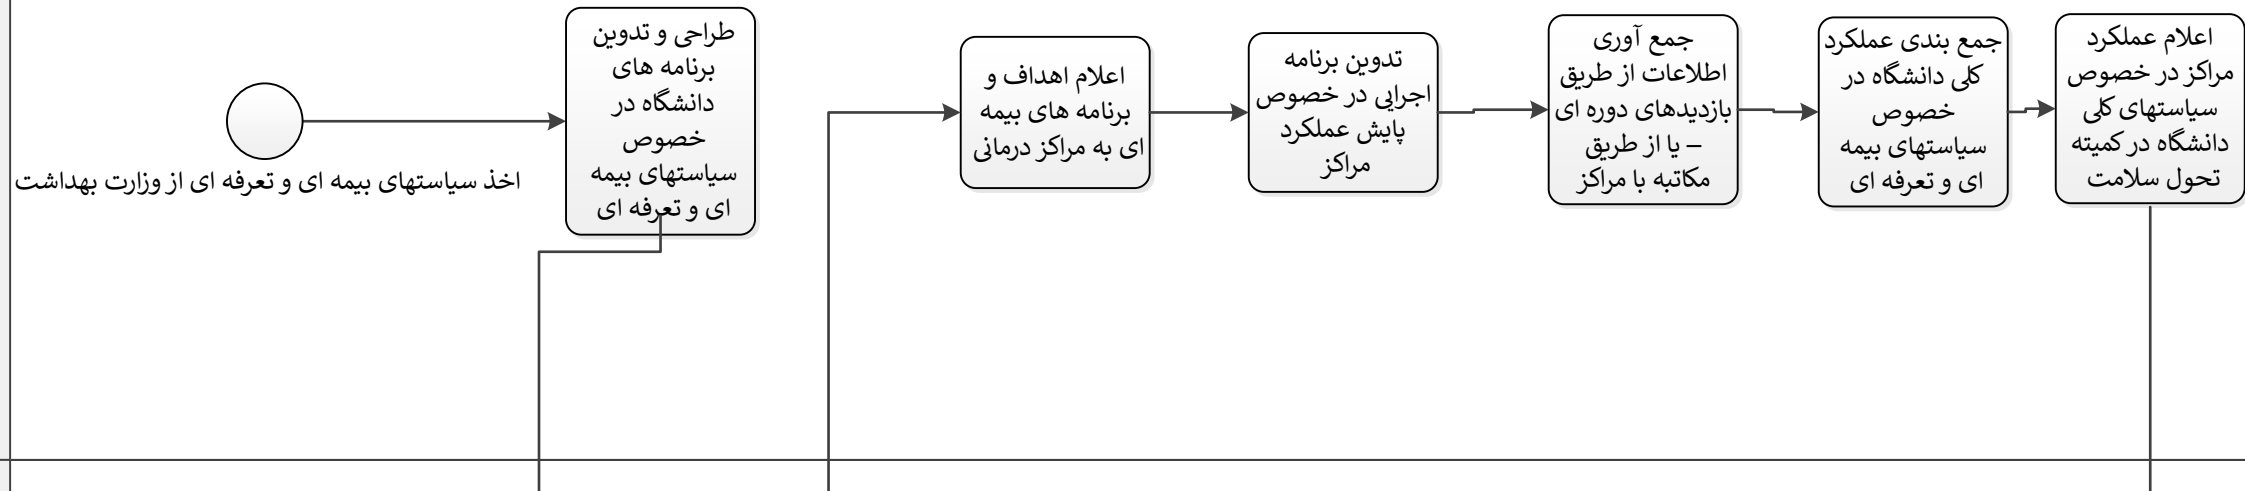 اخذ سیاستهای بیمه ای و تعرفه ای از وزارت بهداشت
طراحی و تدوین
برنامه های
دانشگاه در
خصوص
سیاستهای بیمه
ای و تعرفه ای
اعلام اهداف و
برنامه های بیمه
ای به مراکز درمانی
تدوین برنامه
اجرایی در خصوص
پایش عملکرد
مراکز
جمع آوری
اطلاعات از طریق
بازدیدهای دوره ای
– یا از طریق
مکاتبه با مراکز
جمع بندی عملکرد
کلی دانشگاه در
خصوص
سیاستهای بیمه
ای و تعرفه ای
اعلام عملکرد
مراکز در خصوص
سیاستهای کلی
دانشگاه در کمیته
تحول سلامت